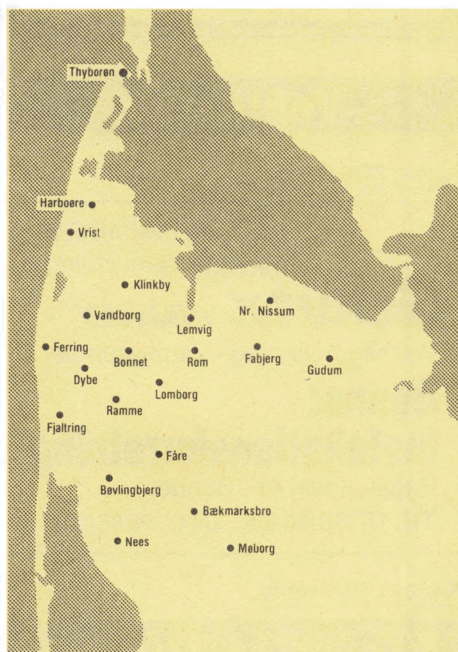 Thyborøn
Harboøre
Vrist
Klinkby
Nr. Nissum
Vandborg
Lemvig
Ferring
Bonnet
Rom
Fabjerg
Gudum
Dybe
Lomborg
Ramme
Fjaltring
Fåre
Bøvlingbjerg
Bækmarksbro
Nees
Møborg